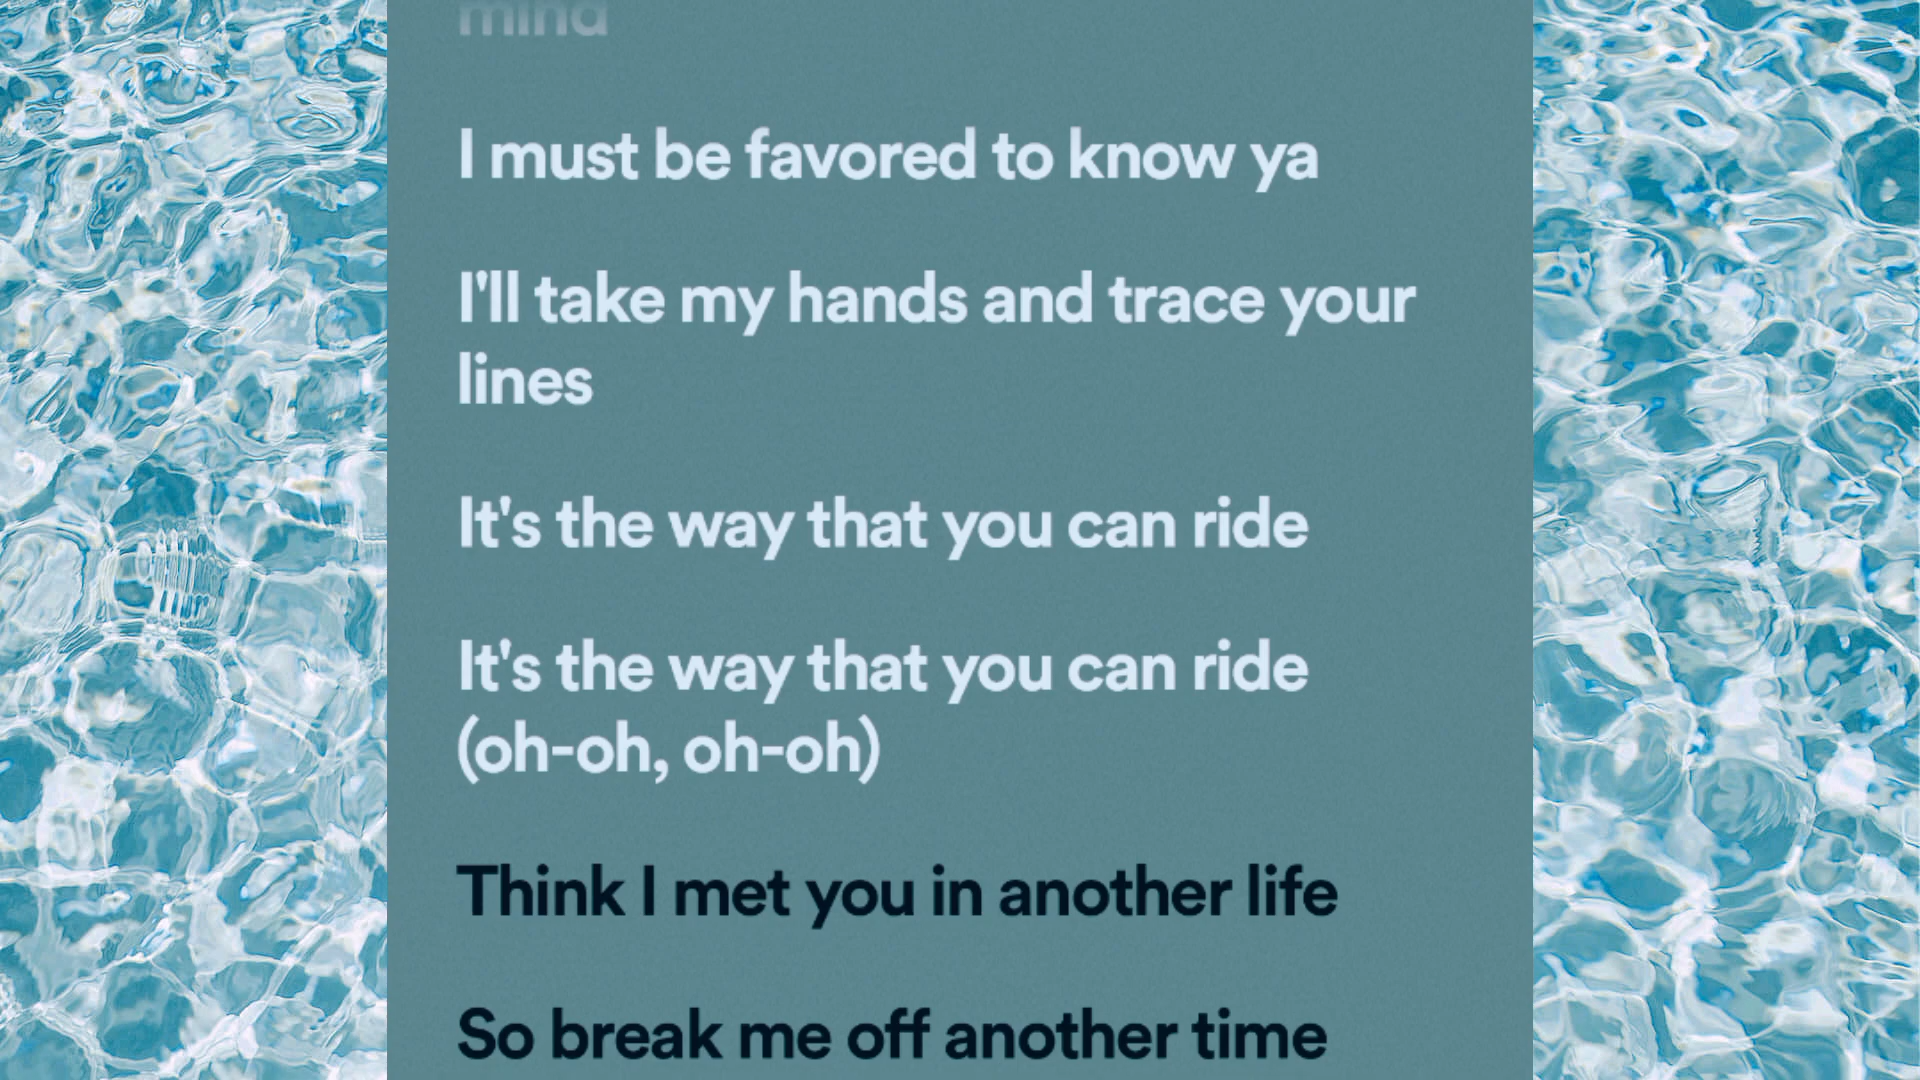 mind
I must be favored to know ya
I'll take my hands and trace your
lines
It's the way that you can ride
It's the way that you can ride
(oh-oh, oh-oh)
Think I met you in another life
So break me off another time